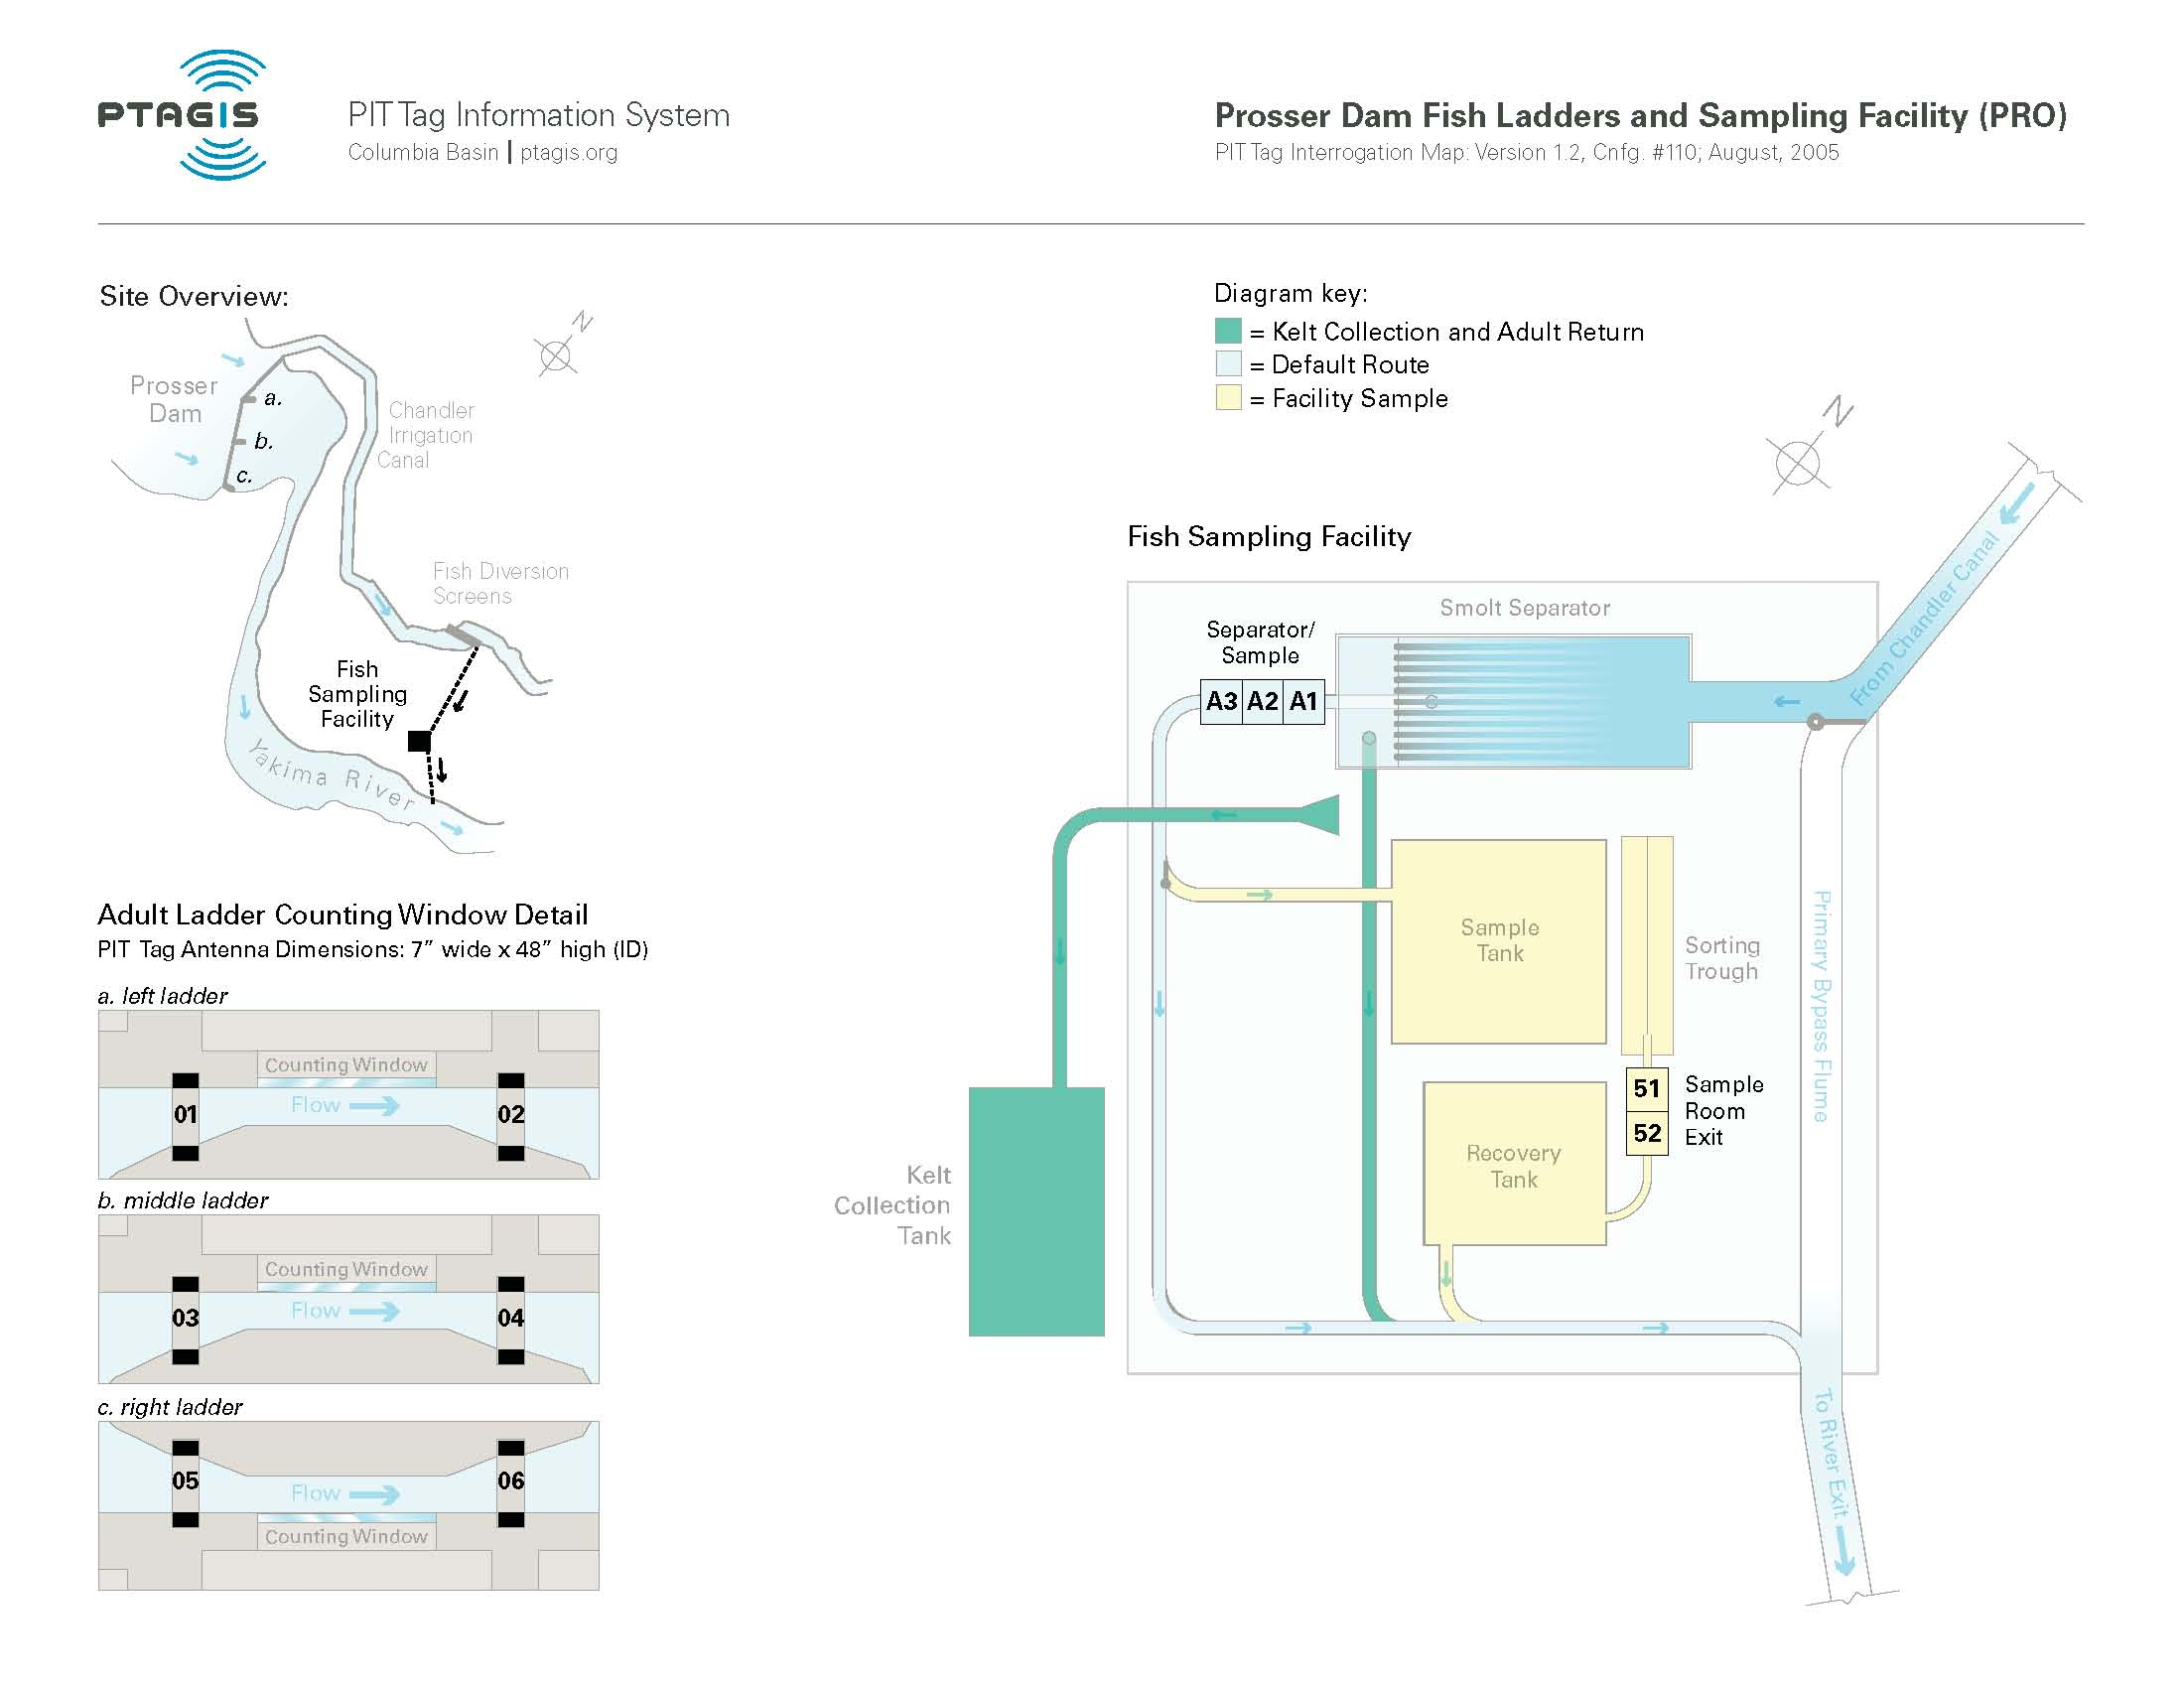 PTAGIS
PIT Tag Information System
Columbia Basin | ptagis.org
Prosser Dam Fish Ladders and Sampling Facility (PRO)
PIT Tag Interrogation Map: Version 1.2, Cnfg. #110; August, 2005
Site Overview:
N
Prosser
Dam
a.
b.
c.
Chandler
Irrigation
Canal
Fish Diversion
Screens
Fish
Sampling
Facility
Yakima River
Adult Ladder Counting Window Detail
PIT Tag Antenna Dimensions: 7” wide x 48” high (ID)
a. left ladder
Counting Window
01
Flow
02
b. middle ladder
Counting Window
03
Flow
04
c. right ladder
05
Flow
06
Counting Window
Diagram key:
= Kelt Collection and Adult Return
= Default Route
= Facility Sample
N
Fish Sampling Facility
Smolt Separator
Separator/
Sample
A3 A2 A1
From Chandler Canal
Sample
Tank
Sorting
Trough
Primary Bypass Flume
51
52
Sample
Room
Exit
Recovery
Tank
Kelt
Collection
Tank
To River Exit